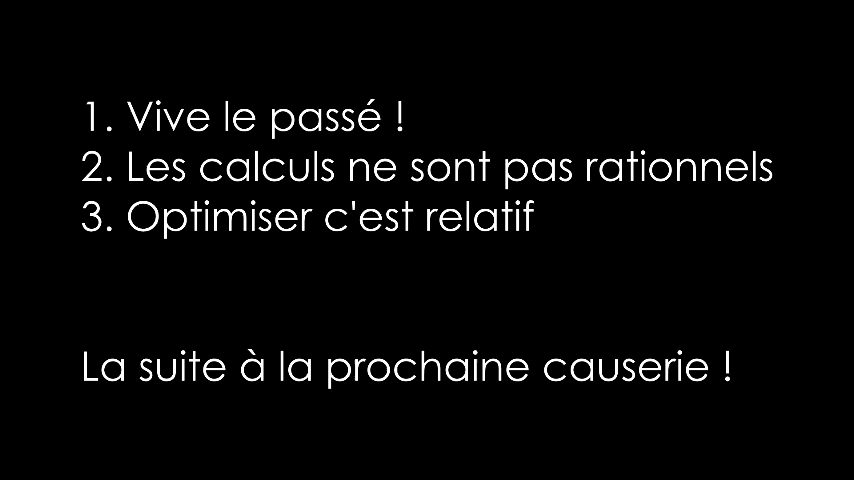 1. Vive le passé !
2. Les calculs ne sont pas rationnels
3. Optimiser c'est relatif
La suite à la prochaine causerie !